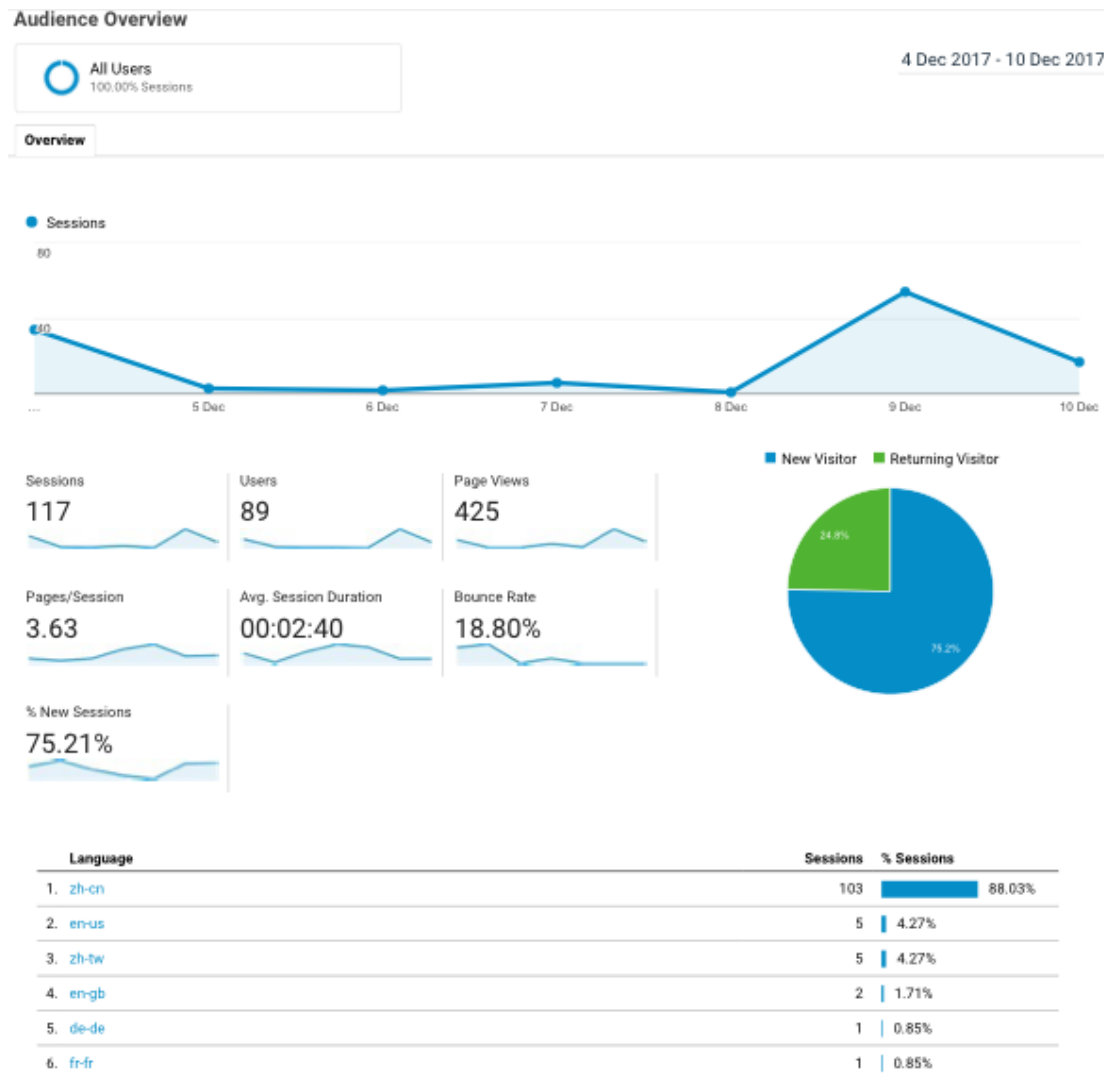 Audience Overview
All Users
100.00% Sessions
4 Dec 2017 - 10 Dec 2017
Overview
Sessions
80
40
... 5 Dec 6 Dec 7 Dec 8 Dec 9 Dec 10 Dec
New Visitor Returning Visitor
Sessions Users Page Views
117 89 425
24.8%
Pages/Session Avg. Session Duration Bounce Rate
3.63 00:02:40 18.80%
75.2%
% New Sessions
75.21%
Language Sessions % Sessions
1. zh-cn 103 88.03%
2. en-us 5 4.27%
3. zh-tw 5 4.27%
4. en-gb 2 1.71%
5. de-de 1 0.85%
6. fr-fr 1 0.85%